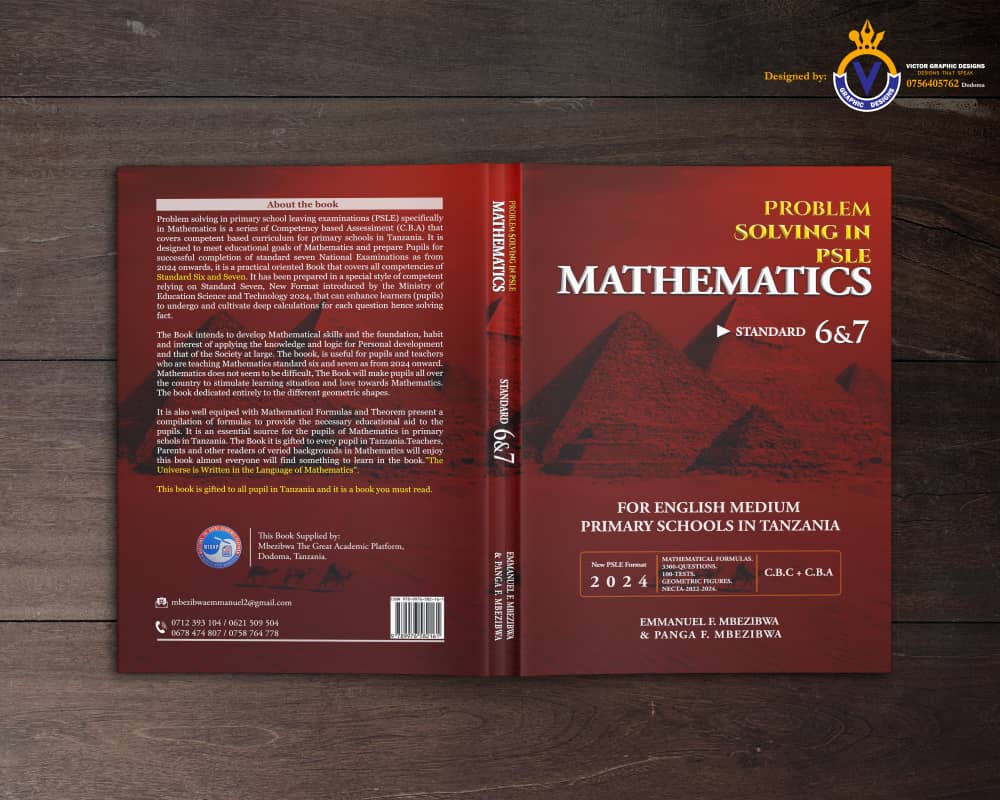 Designed by:
VICTOR GRAPHIC DESIGNS
DESIGNS THAT SPEAK
0756405762 Dodoma
V
GRAPHIC DESIGNS
About the book
Problem solving in primary school leaving examinations (PSLE) specifically
in Mathematics is a series of Competency based Assessment (C.B.A) that
covers competent based curriculum for primary schools in Tanzania. It is
designed to meet educational goals of Mathematics and prepare Pupils for
successful completion of standard seven National Examinations as from
2024 onwards, it is a practical oriented Book that covers all competencies of
Standard Six and Seven. It has been prepared in a special style of competent
relying on Standard Seven, New Format introduced by the Ministry of
Education Science and Technology 2024, that can enhance learners (pupils)
to undergo and cultivate deep calculations for each question hence solving
fact.
The Book intends to develop Mathematical skills and the foundation, habit
and interest of applying the knowledge and logic for Personal development
and that of the Society at large. The boook, is useful for pupils and teachers
who are teaching Mathematics standard six and seven as from 2024 onward.
Mathematics does not seem to be difficult, The Book will make pupils all over
the country to stimulate learning situation and love towards Mathematics.
The book dedicated entirely to the different geometric shapes.
It is also well equiped with Mathematical Formulas and Theorem present a
compilation of formulas to provide the necessary educational aid to the
pupils. It is an essential source for the pupils of Mathematics in primary
schols in Tanzania. The Book it is gifted to every pupil in Tanzania.Teachers,
Parents and other readers of veried backgrounds in Mathematics will enjoy
this book almost everyone will find something to learn in the book."The
Universe is Written in the Language of Mathematics".
This book is gifted to all pupil in Tanzania and it is a book you must read.
This Book Supplied by:
Mbezibwa The Great Academic Platform,
Dodoma, Tanzania.
mbezibwaemmanuel2@gmail.com
0712 393 104 / 0621 509 504
0678 474 807 / 0758 764 778
PROBLEM SOLVING IN PSLE
MATHEMATICS
STANDARD 6&7
EMMANUEL F. MBEZIBWA
& PANGA F. MBEZIBWA
PROBLEM
SOLVING IN
PSLE
MATHEMATICS
STANDARD 6&7
FOR ENGLISH MEDIUM
PRIMARY SCHOOLS IN TANZANIA
New PSLE Format
2024
MATHEMATICAL FORMULAS.
3300-QUESTIONS.
100-TESTS.
GEOMETRIC FIGURES.
NECTA-2022-2024.
C.B.C + C.B.A
EMMANUEL F. MBEZIBWA
& PANGA F. MBEZIBWA